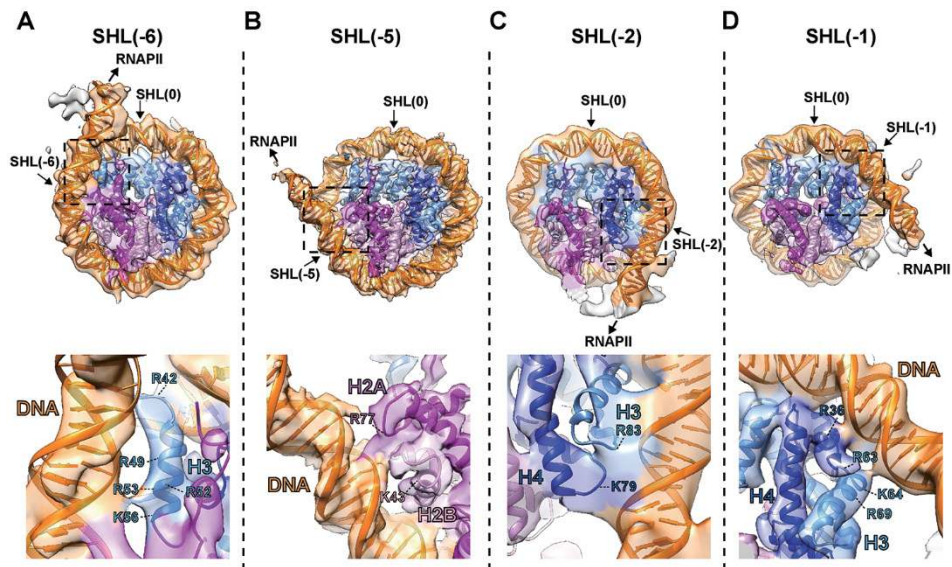 A
SHL(-6)
RNAPII
SHL(0)
SHL(-6)
DNA
R42
R49
H3
R53
R52
K56
B
SHL(-5)
SHL(0)
RNAPII
SHL(-5)
H2A
R77
DNA
K43
H2B
C
SHL(-2)
SHL(0)
SHL(-2)
RNAPII
H3
R83
H4
K79
D
SHL(-1)
SHL(0)
SHL(-1)
RNAPII
DNA
R36
R63
H4
K64
R69
H3